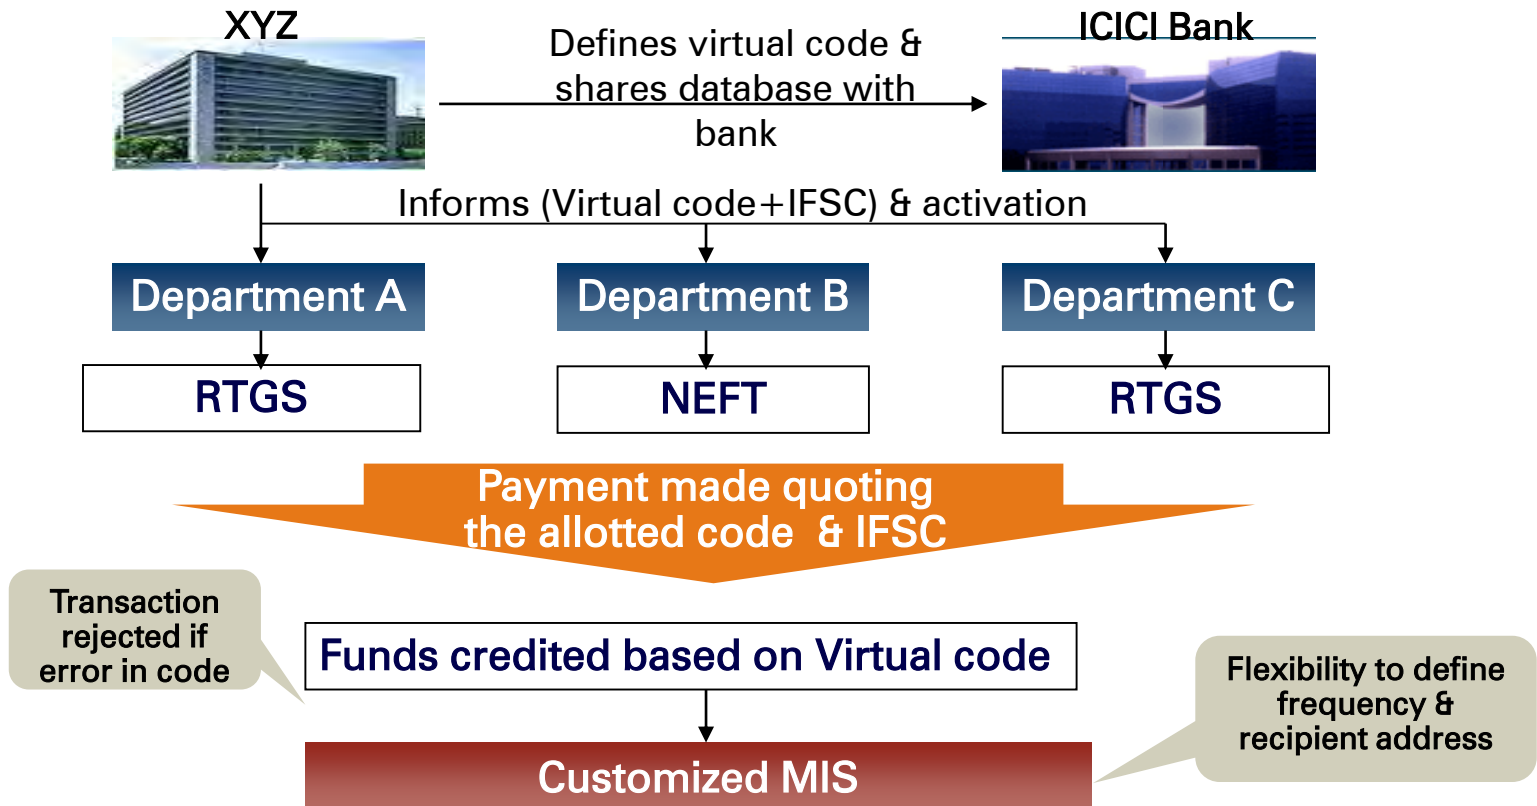 XYZ
ICICI Bank
Defines virtual code &
shares database with
bank
Informs (Virtual code+IFSC) & activation
Department A
Department B
Department C
RTGS
NEFT
RTGS
Payment made quoting
the allotted code & IFSC
Transaction
rejected if
error in code
Funds credited based on Virtual code
Flexibility to define
frequency &
recipient address
Customized MIS